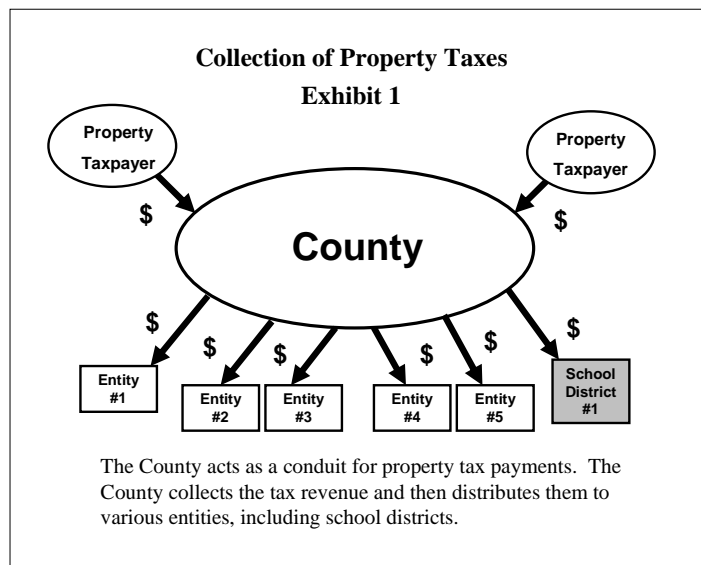 Collection of Property Taxes
Exhibit 1
Property
Taxpayer
Property
Taxpayer
$
$
County
$
$
$
$
$
$
Entity
#1
Entity
#2
Entity
#3
Entity
#4
Entity
#5
School
District
#1
The County acts as a conduit for property tax payments.  The
County collects the tax revenue and then distributes them to
various entities, including school districts.